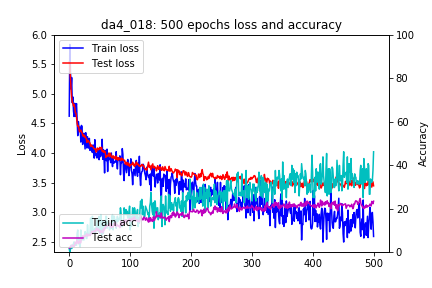 da4_018: 500 epochs loss and accuracy
6.0
5.5
5.0
4.5
4.0
3.5
3.0
2.5
Loss
Train loss
Test loss
Train acc
Test acc
100
80
60
40
20
0
Accuracy
0 100 200 300 400 500